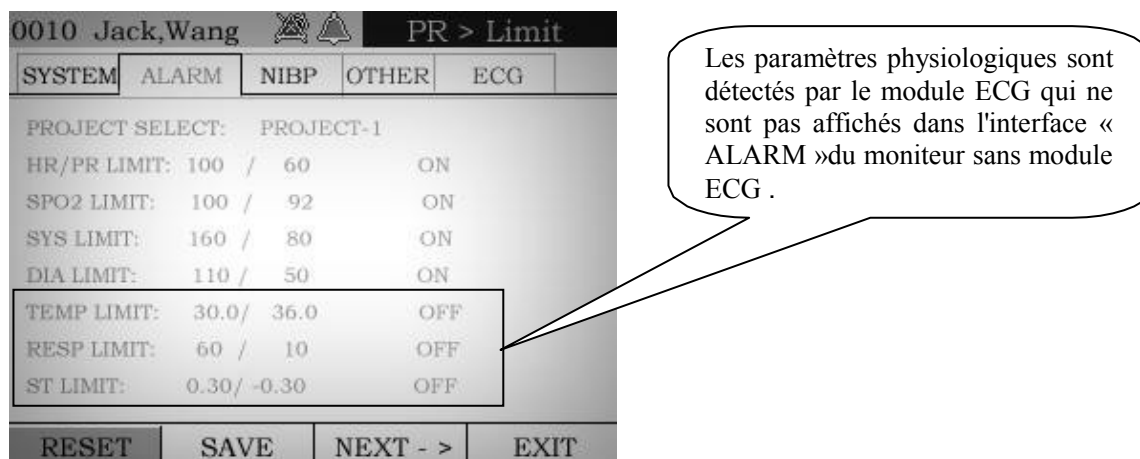 0010 Jack,Wang PR > Limit
SYSTEM ALARM NIBP OTHER ECG
PROJECT SELECT: PROJECT-1
HR/PR LIMIT: 100 / 60 ON
SPO2 LIMIT: 100 / 92 ON
SYS LIMIT: 160 / 80 ON
DIA LIMIT: 110 / 50 ON
TEMP LIMIT: 30.0/ 36.0 OFF
RESP LIMIT: 60 / 10 OFF
ST LIMIT: 0.30/ -0.30 OFF
RESET SAVE NEXT - > EXIT
Les paramètres physiologiques sont
détectés par le module ECG qui ne
sont pas affichés dans l'interface «
ALARM »du moniteur sans module
ECG .